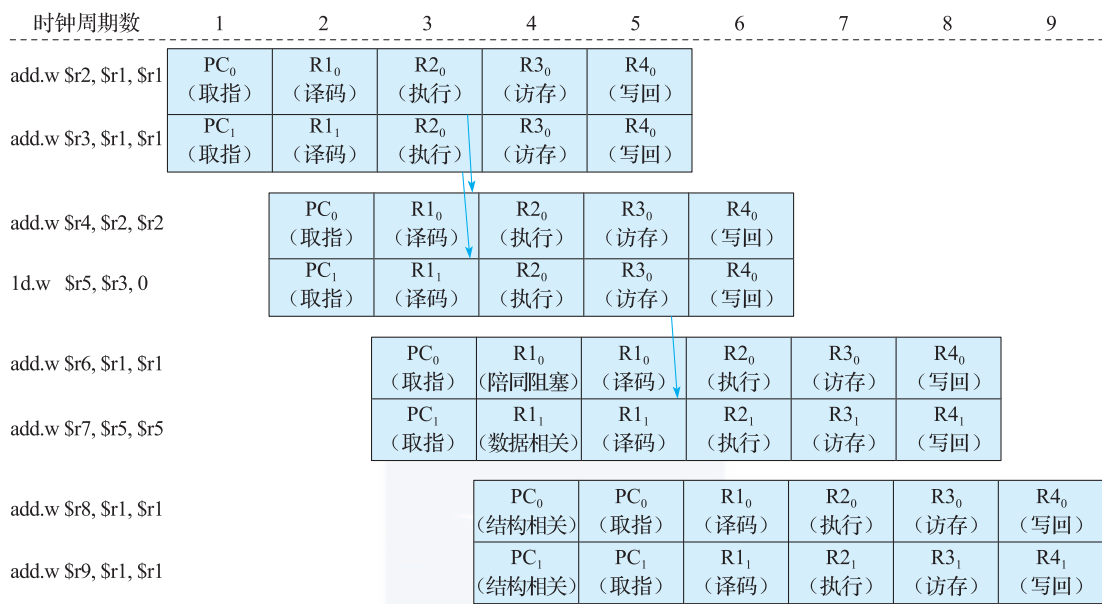 时钟周期数 1 2 3 4 5 6 7 8 9
add.w $r2, $r1, $r1 PC₀ R1₀ R2₀ R3₀ R4₀
（取指） （译码） （执行） （访存） （写回）
add.w $r3, $r1, $r1 PC₁ R1₁ R2₀ R3₀ R4₀
（取指） （译码） （执行） （访存） （写回）
add.w $r4, $r2, $r2 PC₀ R1₀ R2₀ R3₀ R4₀
（取指） （译码） （执行） （访存） （写回）
1d.w $r5, $r3, 0 PC₁ R1₁ R2₀ R3₀ R4₀
（取指） （译码） （执行） （访存） （写回）
add.w $r6, $r1, $r1 PC₀ R1₀ R1₀ R2₀ R3₀ R4₀
（取指） （陪同阻塞） （译码） （执行） （访存） （写回）
add.w $r7, $r5, $r5 PC₁ R1₁ R1₁ R2₁ R3₁ R4₁
（取指） （数据相关） （译码） （执行） （访存） （写回）
add.w $r8, $r1, $r1 PC₀ PC₀ R1₀ R2₀ R3₀ R4₀
（结构相关） （取指） （译码） （执行） （访存） （写回）
add.w $r9, $r1, $r1 PC₁ PC₁ R1₁ R2₁ R3₁ R4₁
（结构相关） （取指） （译码） （执行） （访存） （写回）